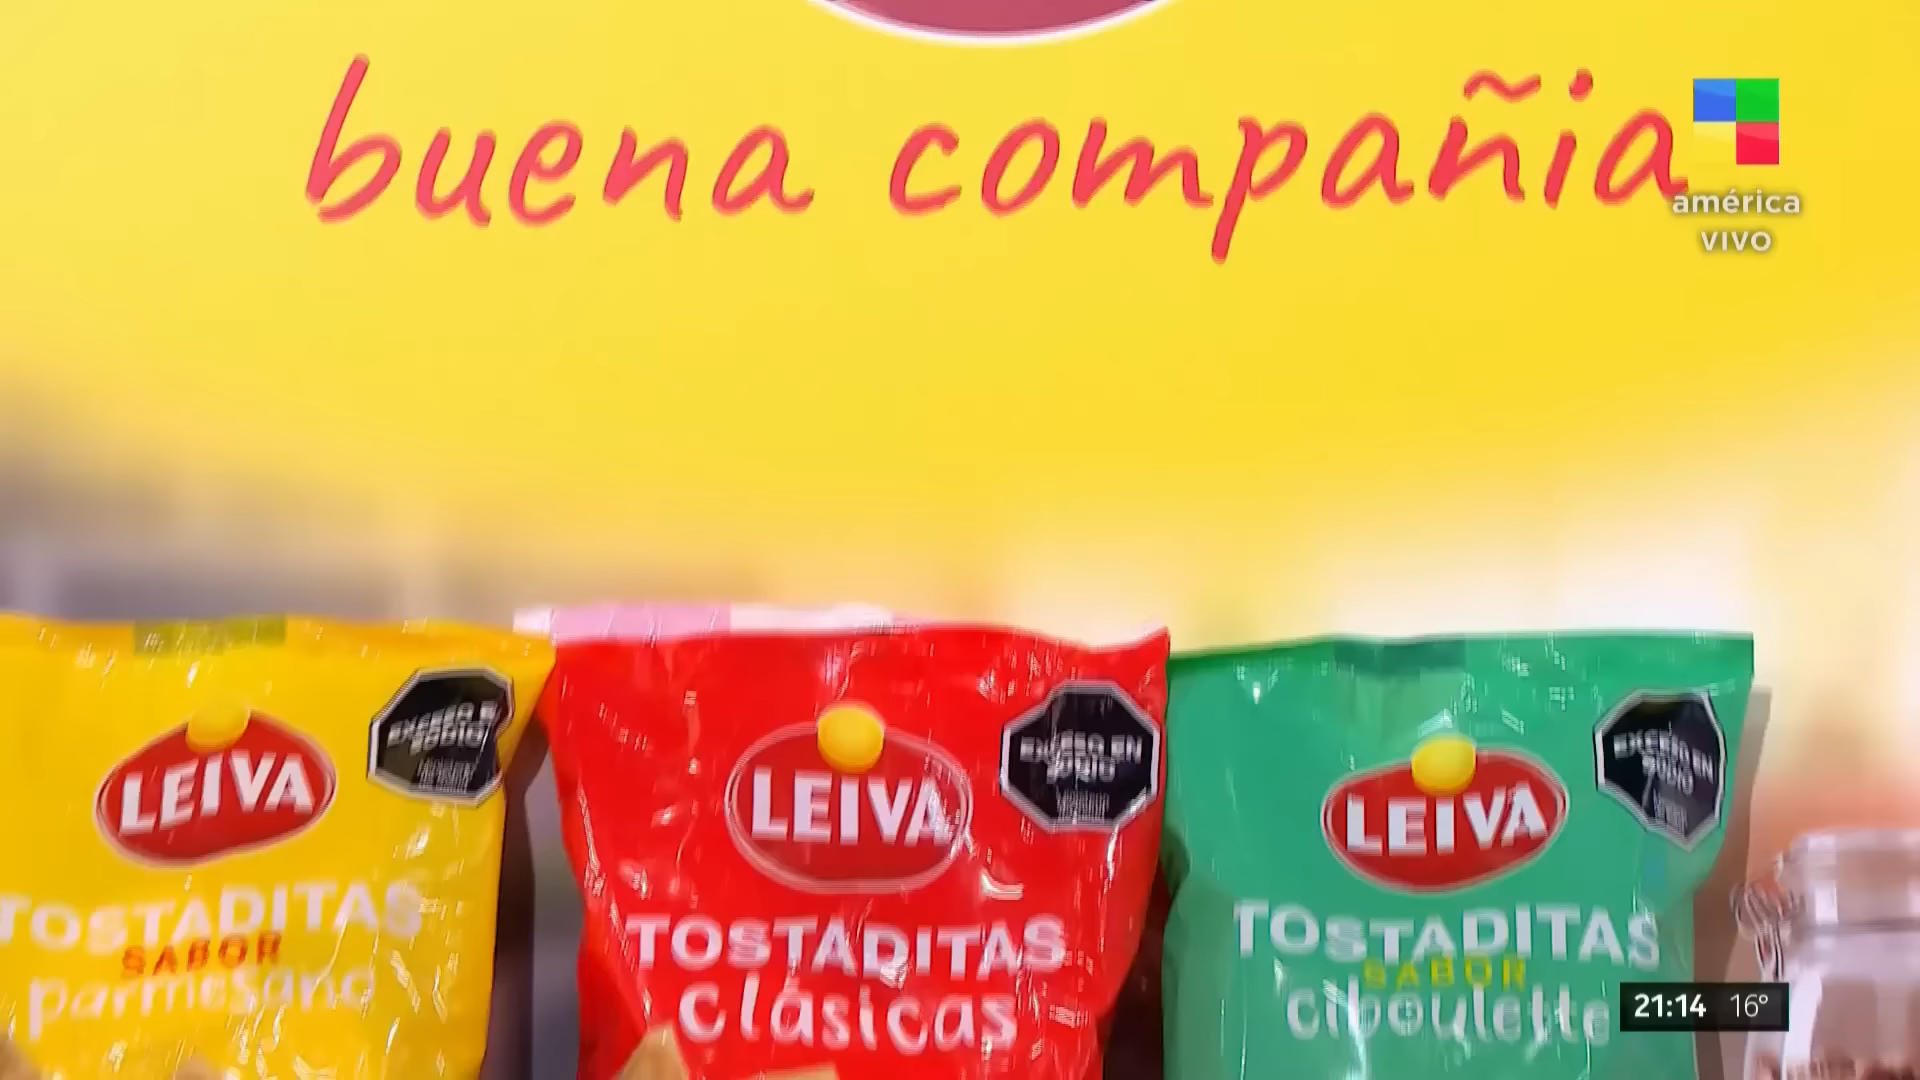 buena compañia
américa
VIVO
LEIVA
TOSTADITAS
SABOR
parmesano
EXCESO EN
SODIO
LEIVA
TOSTADITAS
clásicas
EXCESO EN
SODIO
LEIVA
TOSTADITAS
SABOR
ciboulette
EXCESO EN
SODIO
21:14 16°